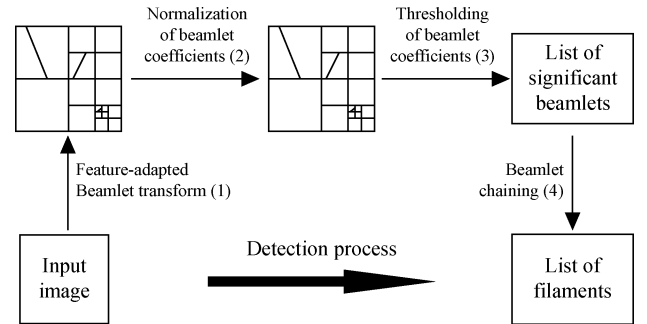 Normalization
of beamlet
coefficients (2)
Thresholding
of beamlet
coefficients (3)
List of
significant
beamlets
Feature-adapted
Beamlet transform (1)
Beamlet
chaining (4)
Input
image
Detection process
List of
filaments